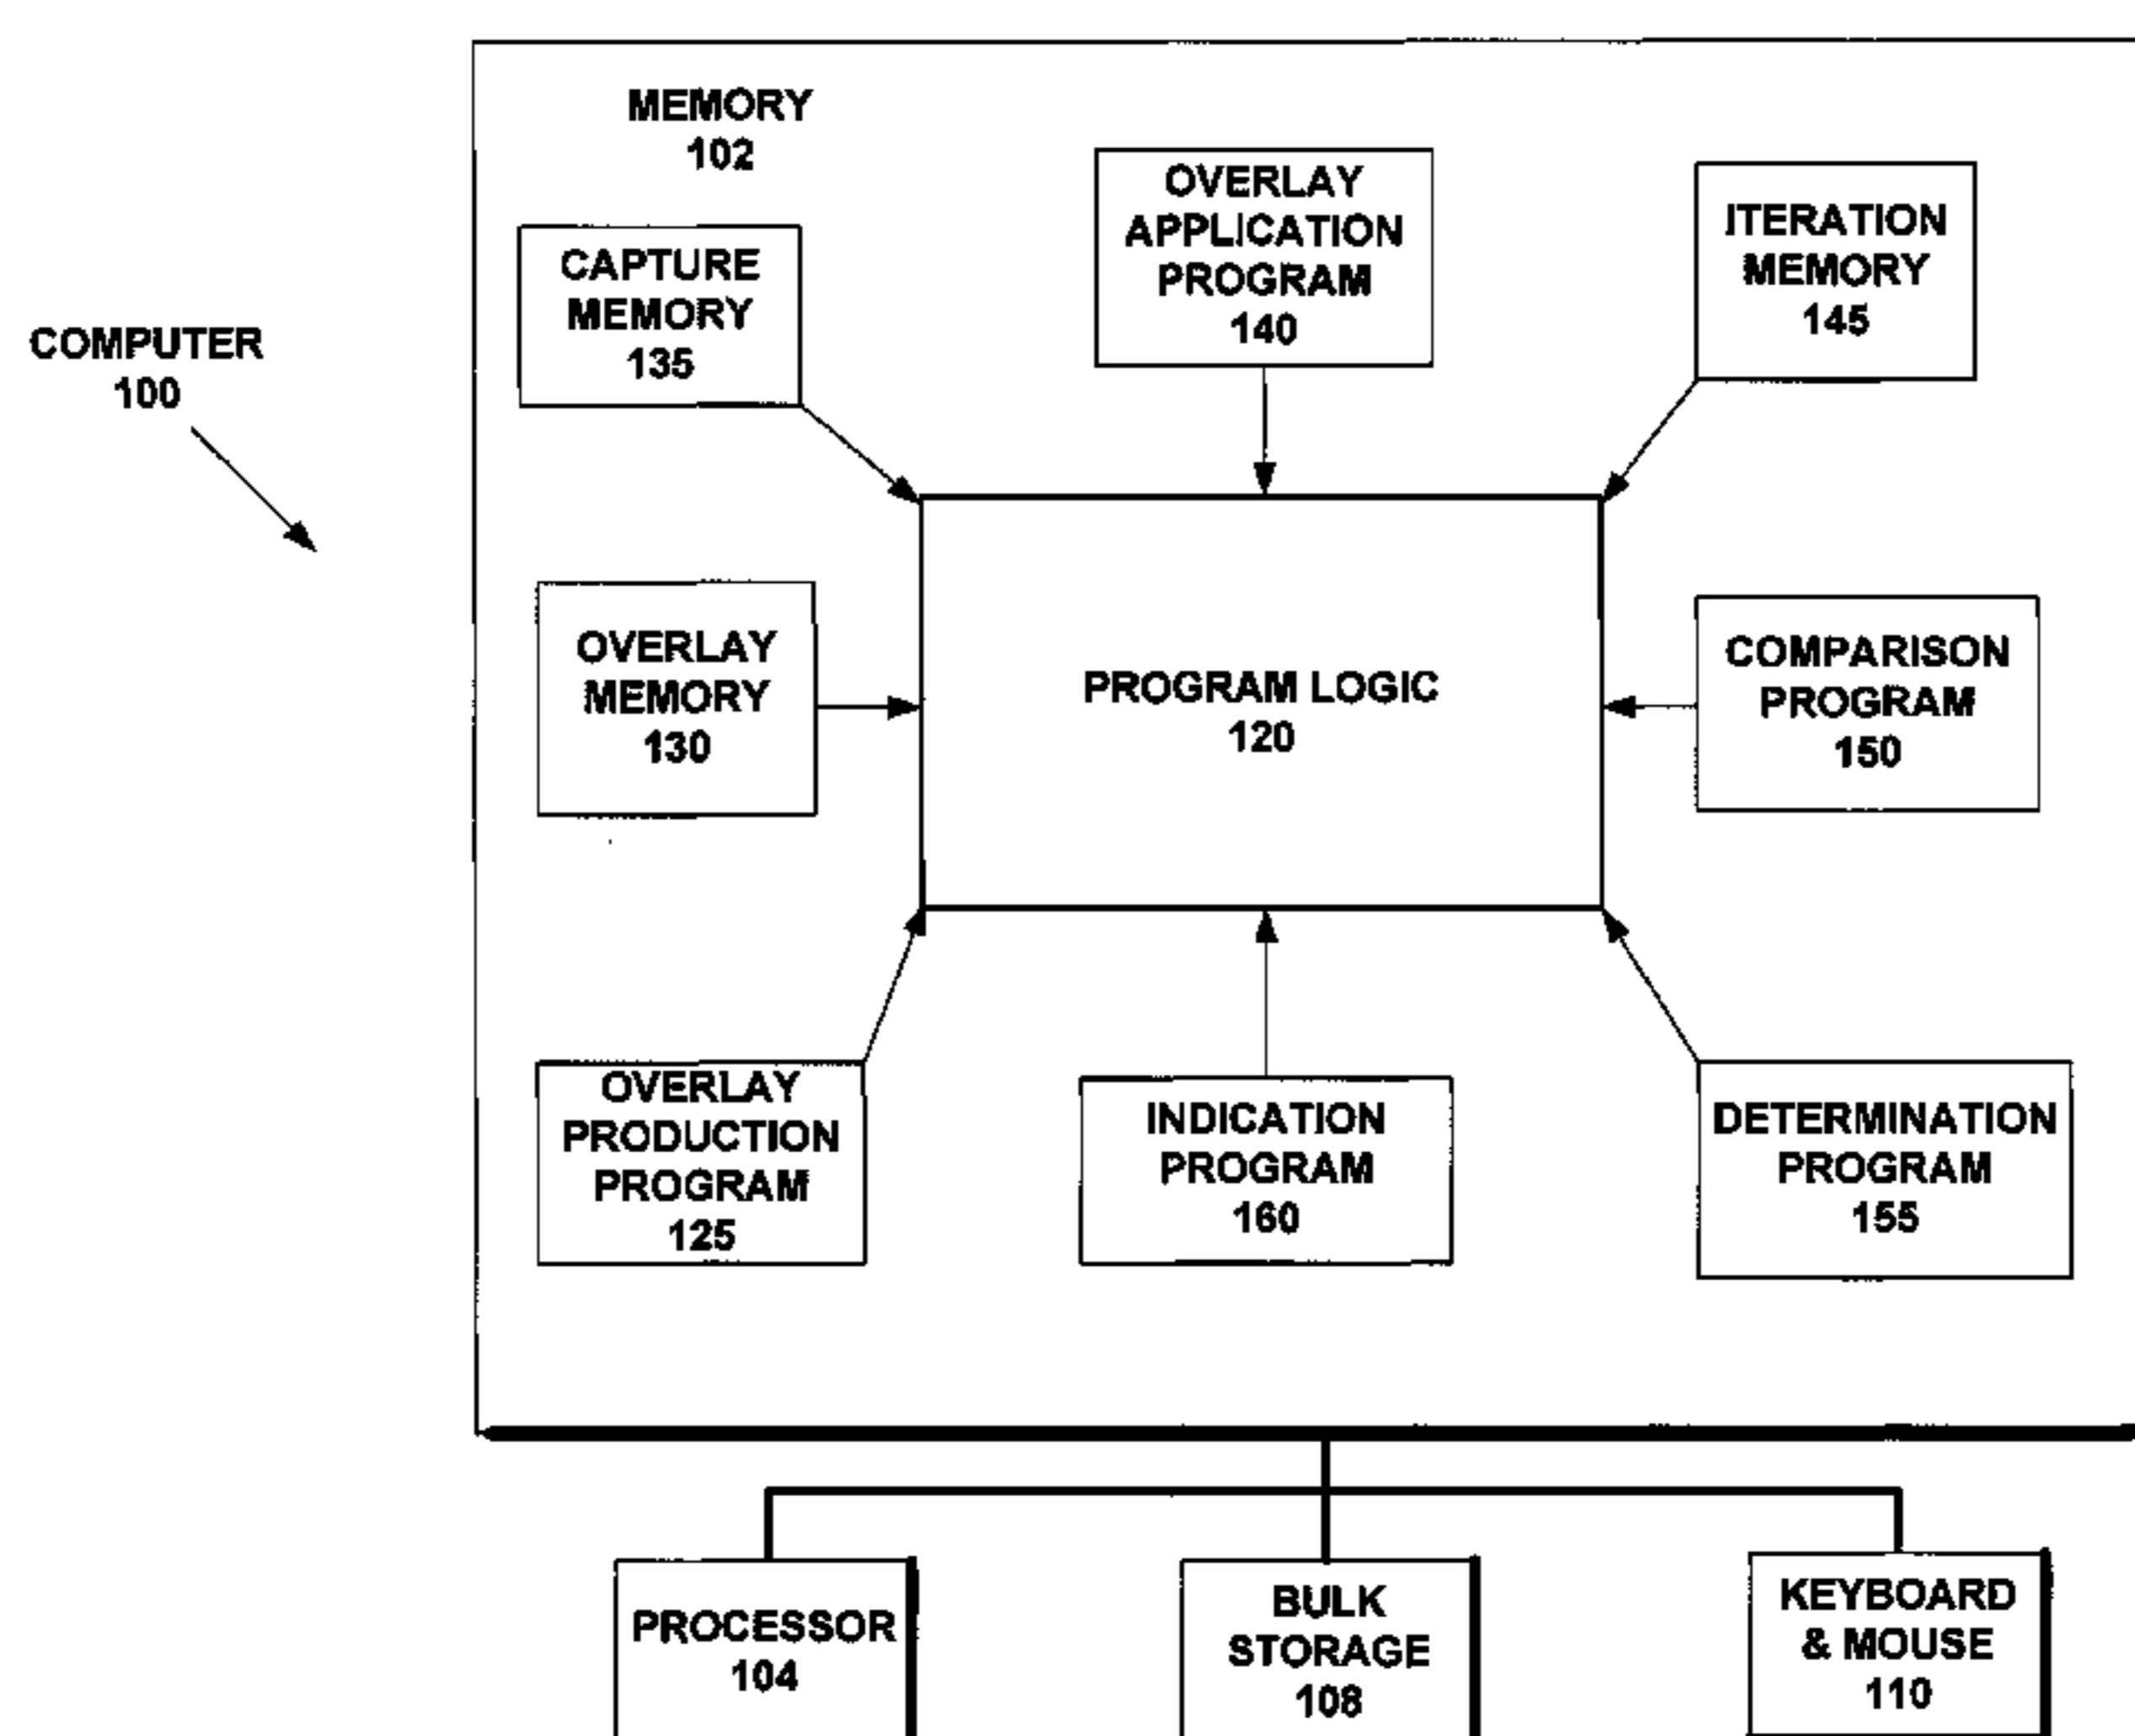 MEMORY
102
OVERLAY
APPLICATION
PROGRAM
140
ITERATION
MEMORY
145
CAPTURE
MEMORY
135
COMPUTER
100
OVERLAY
MEMORY
130
PROGRAM LOGIC
120
COMPARISON
PROGRAM
150
OVERLAY
PRODUCTION
PROGRAM
125
INDICATION
PROGRAM
160
DETERMINATION
PROGRAM
155
PROCESSOR
104
BULK
STORAGE
108
KEYBOARD
& MOUSE
110